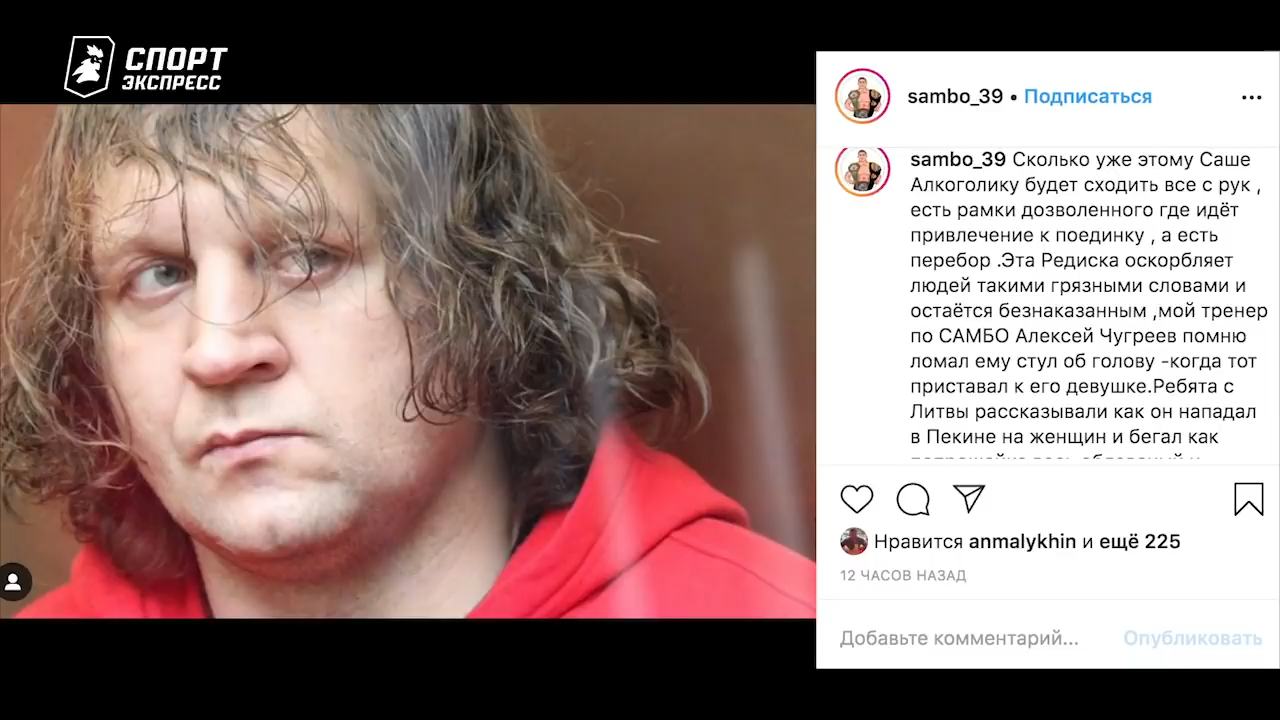 СПОРТ
ЭКСПРЕСС
sambo_39 • Подписаться
sambo_39 Сколько уже этому Саше
Алкоголику будет сходить все с рук ,
есть рамки дозволенного где идёт
привлечение к поединку , а есть
перебор .Эта Редиска оскорбляет
людей такими грязными словами и
остаётся безнаказанным ,мой тренер
по САМБО Алексей Чугреев помню
ломал ему стул об голову -когда тот
приставал к его девушке.Ребята с
Литвы рассказывали как он нападал
в Пекине на женщин и бегал как
Нравится anmalykhin и ещё 225
12 ЧАСОВ НАЗАД
Добавьте комментарий...
Опубликовать